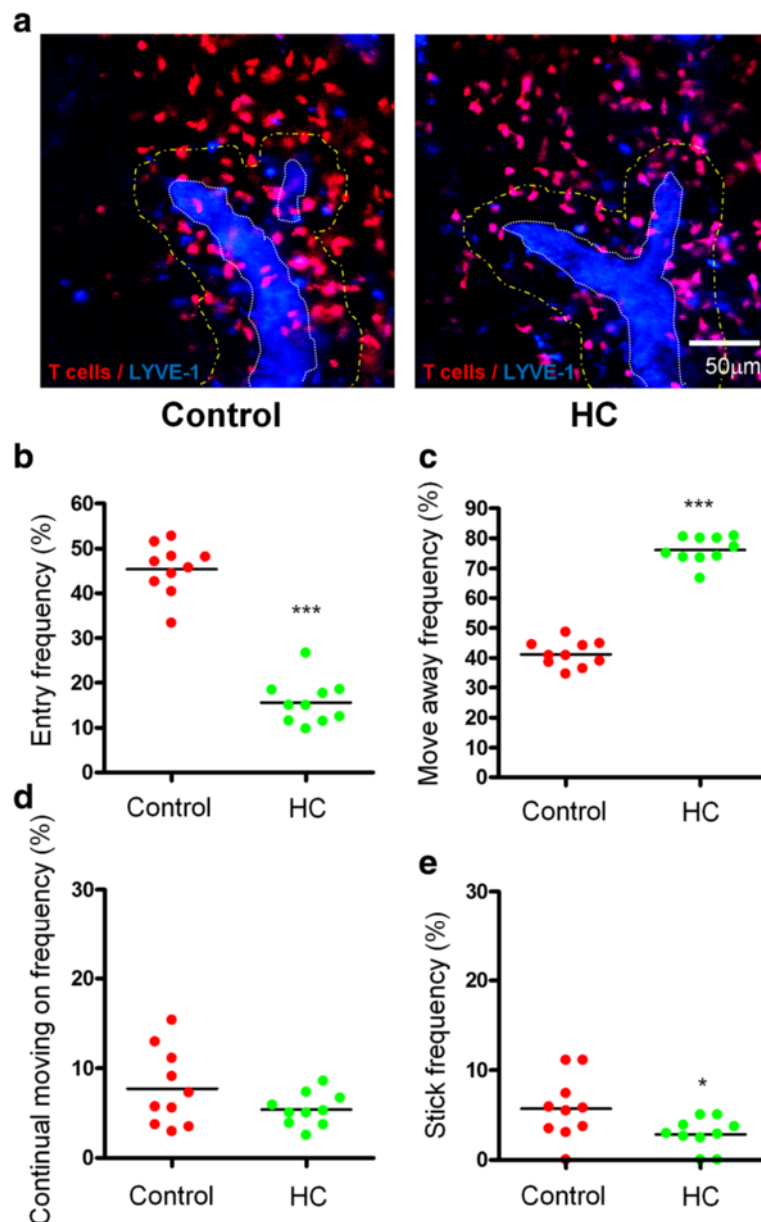 a
T cells / LYVE-1
T cells / LYVE-1
50μm
Control
HC
b
Entry frequency (%)
60
50
40
30
20
10
0
***
Control
HC
c
Move away frequency (%)
90
80
70
60
50
40
30
20
10
0
***
Control
HC
d
Continual moving on frequency (%)
30
20
10
0
Control
HC
e
Stick frequency (%)
30
20
10
0
*
Control
HC